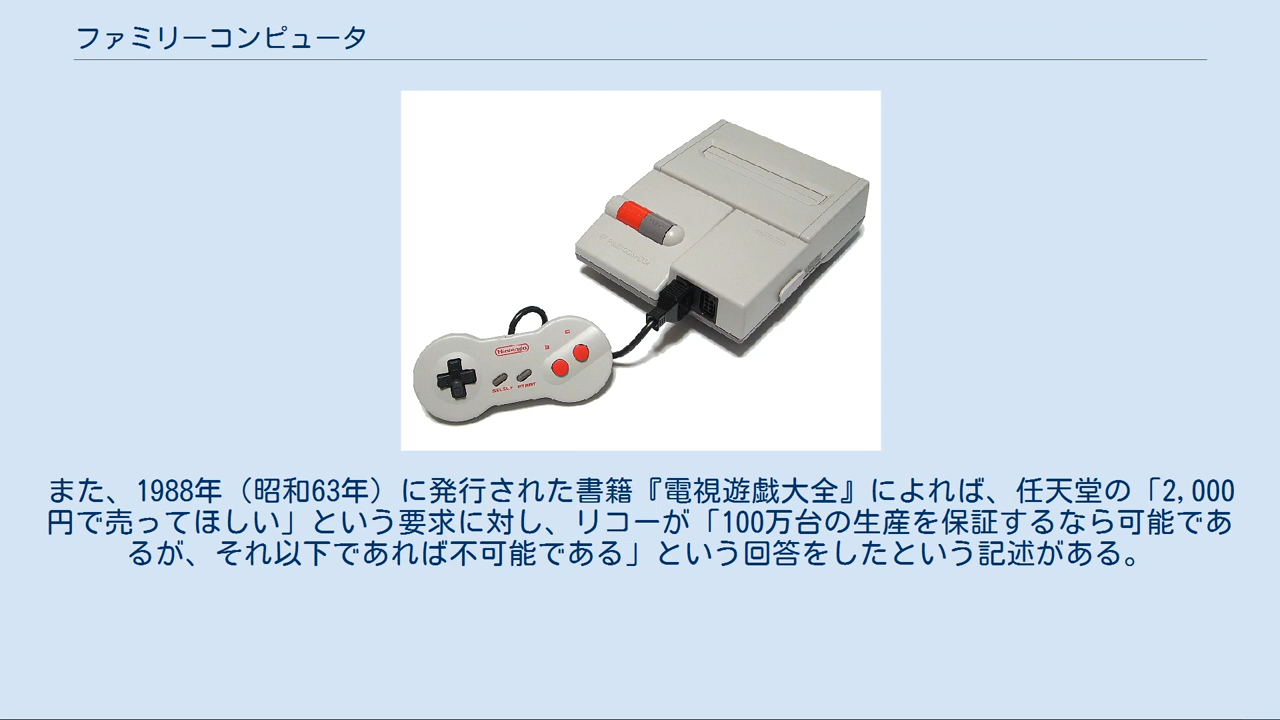 ファミリーコンピュータ
Nintendo
また、1988年（昭和63年）に発行された書籍『電視遊戯大全』によれば、任天堂の「2,000
円で売ってほしい」という要求に対し、リコーが「100万台の生産を保証するなら可能であ
るが、それ以下であれば不可能である」という回答をしたという記述がある。